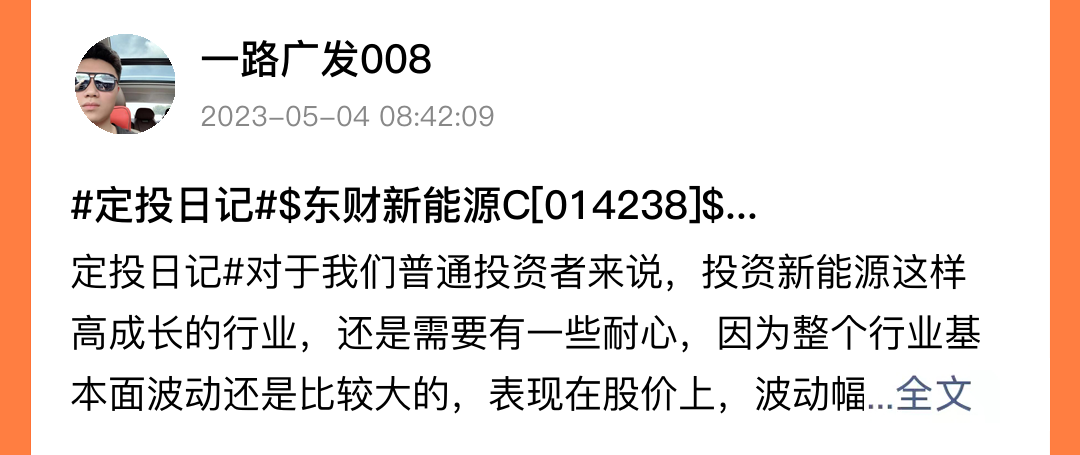 一路广发008
2023-05-04 08:42:09
#定投日记#$东财新能源C[014238]$...
定投日记#对于我们普通投资者来说，投资新能源这样
高成长的行业，还是需要有一些耐心，因为整个行业基
本面波动还是比较大的，表现在股价上，波动幅...全文